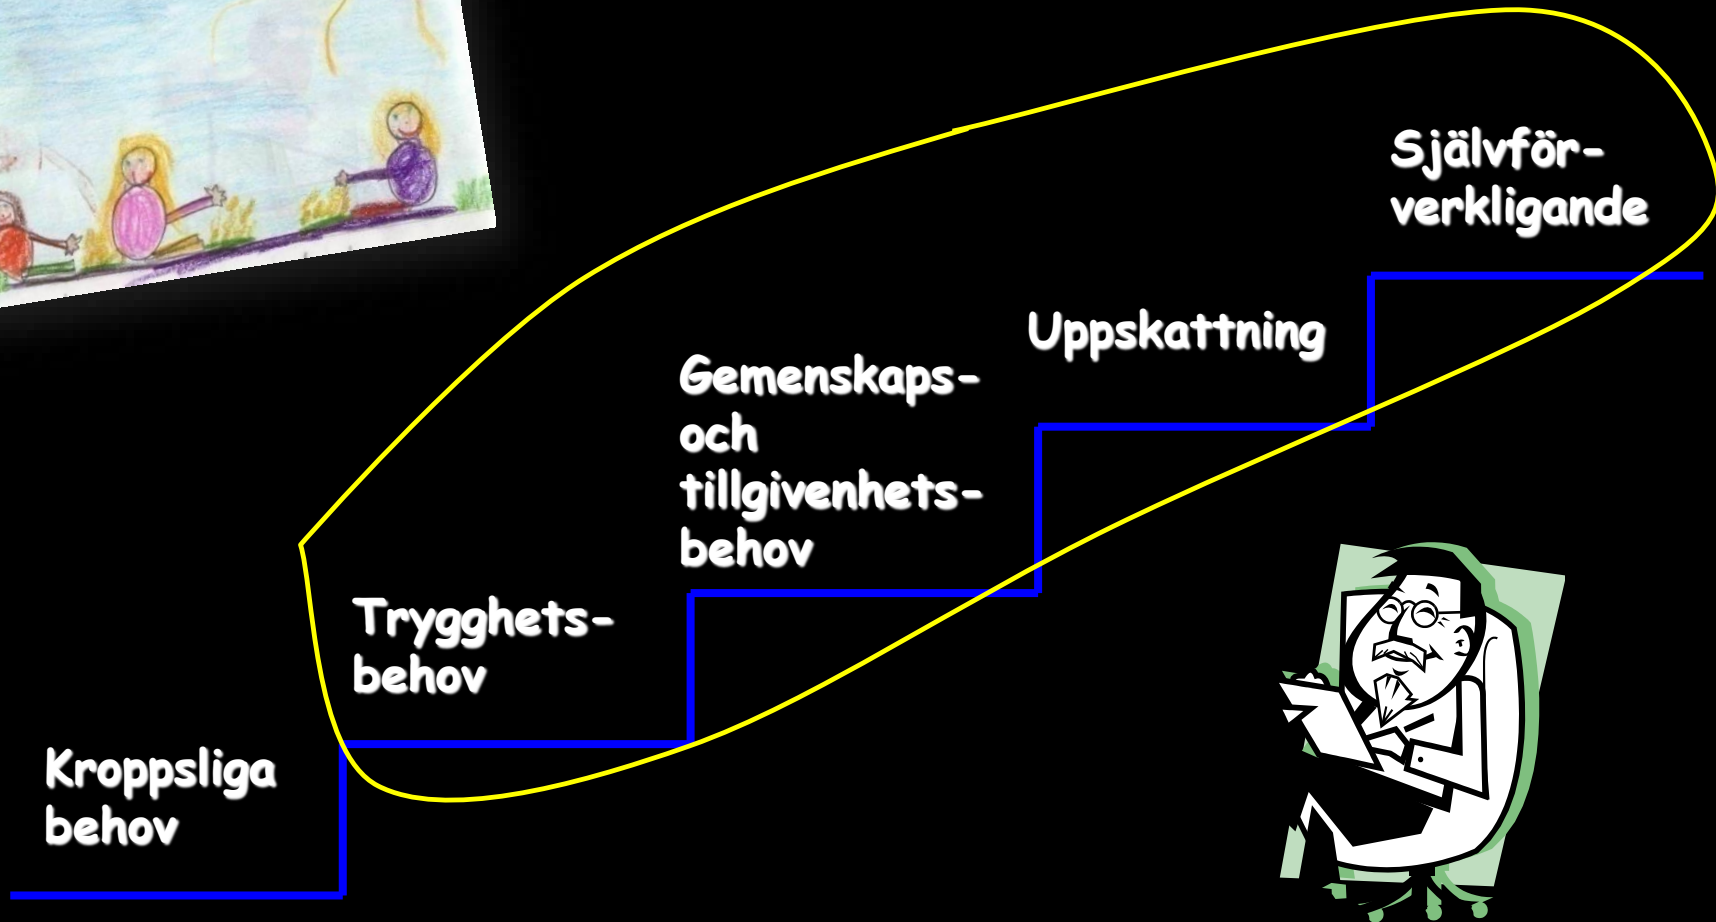 Självför-
verkligande
Uppskattning
Gemenskaps-
och
tillgivenhets-
behov
Trygghets-
behov
Kroppsliga
behov